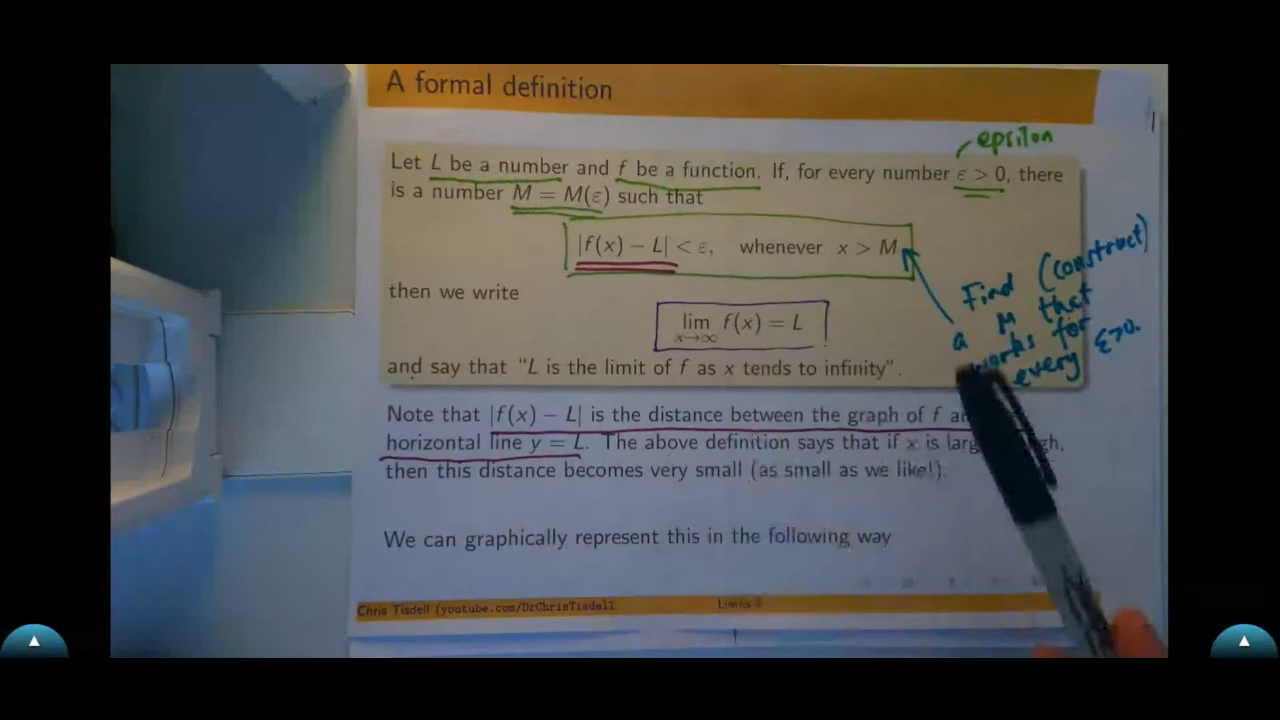 A formal definition
epsilon
Let L be a number and f be a function. If, for every number ε > 0, there
is a number M = M(ε) such that
|f(x) − L| < ε, whenever x > M
then we write
lim f(x) = L
x→∞
and say that "L is the limit of f as x tends to infinity".
Find (construct)
a M that
works for
every ε>0.
Note that |f(x) − L| is the distance between the graph of f
horizontal line y = L. The above definition says that if x is
then this distance becomes very small (as small as we like!).
We can graphically represent this in the following way
Chris Tisdell (youtube.com/DrChrisTisdell